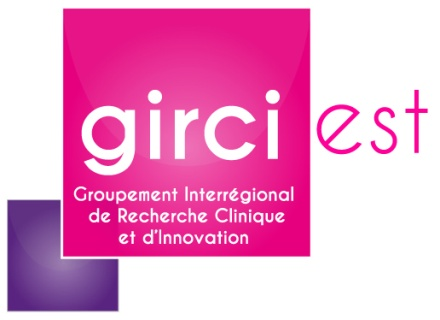 girci est
Groupement Interrégional
de Recherche Clinique
et d'Innovation